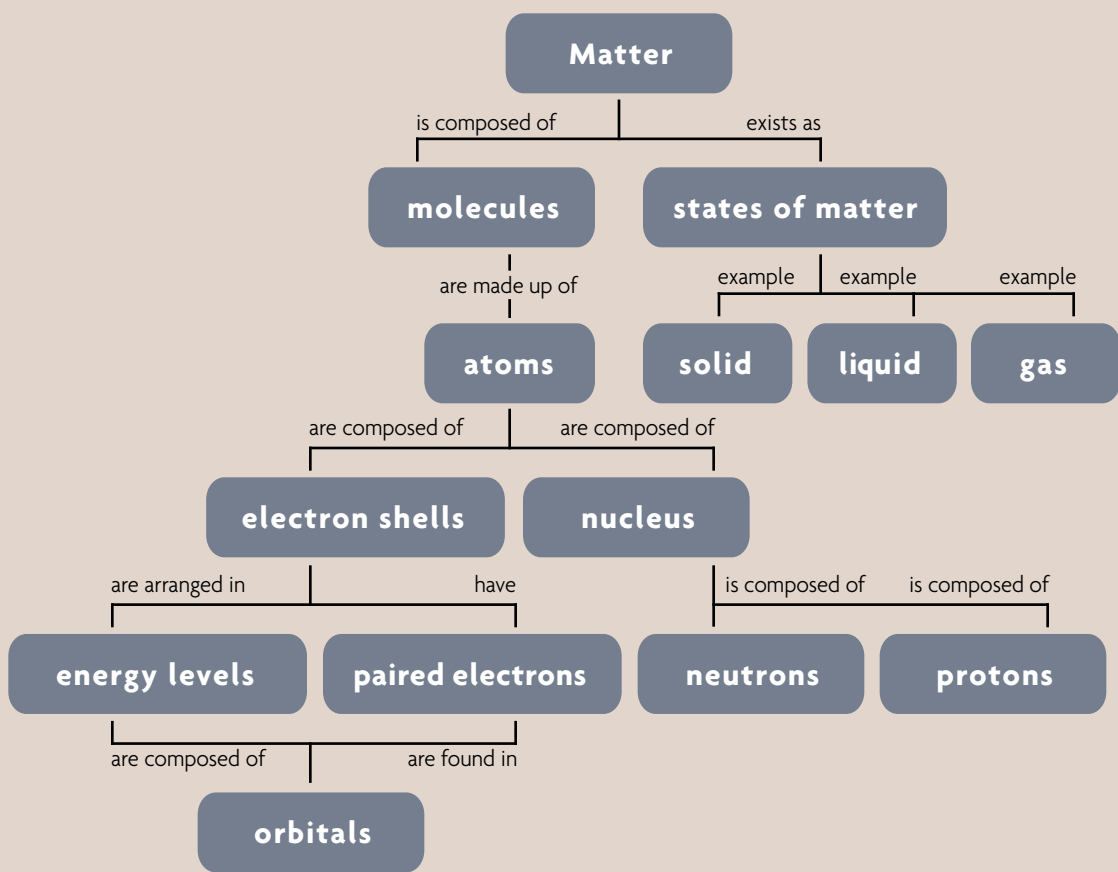 Matter
is composed of
exists as
molecules
states of matter
are made up of
example
example
example
atoms
solid
liquid
gas
are composed of
are composed of
electron shells
nucleus
are arranged in
have
is composed of
is composed of
energy levels
paired electrons
neutrons
protons
are composed of
are found in
orbitals